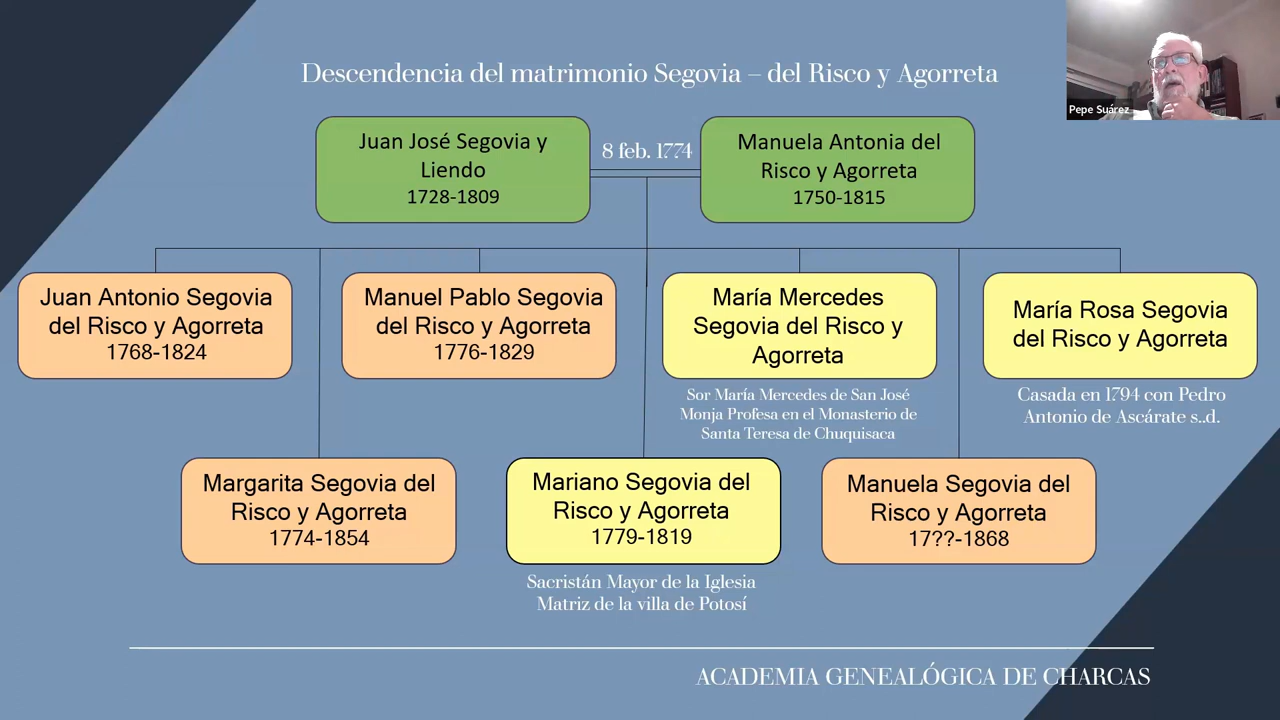 Descendencia del matrimonio Segovia – del Risco y Agorreta
Pepe Suárez
Juan José Segovia y
Liendo
1728-1809
8 feb. 1774
Manuela Antonia del
Risco y Agorreta
1750-1815
Juan Antonio Segovia
del Risco y Agorreta
1768-1824
Manuel Pablo Segovia
del Risco y Agorreta
1776-1829
María Mercedes
Segovia del Risco y
Agorreta
Sor María Mercedes de San José
Monja Profesa en el Monasterio de
Santa Teresa de Chuquisaca
María Rosa Segovia
del Risco y Agorreta
Casada en 1794 con Pedro
Antonio de Ascárate s..d.
Margarita Segovia del
Risco y Agorreta
1774-1854
Mariano Segovia del
Risco y Agorreta
1779-1819
Sacristán Mayor de la Iglesia
Matriz de la villa de Potosí
Manuela Segovia del
Risco y Agorreta
17??-1868
ACADEMIA GENEALÓGICA DE CHARCAS